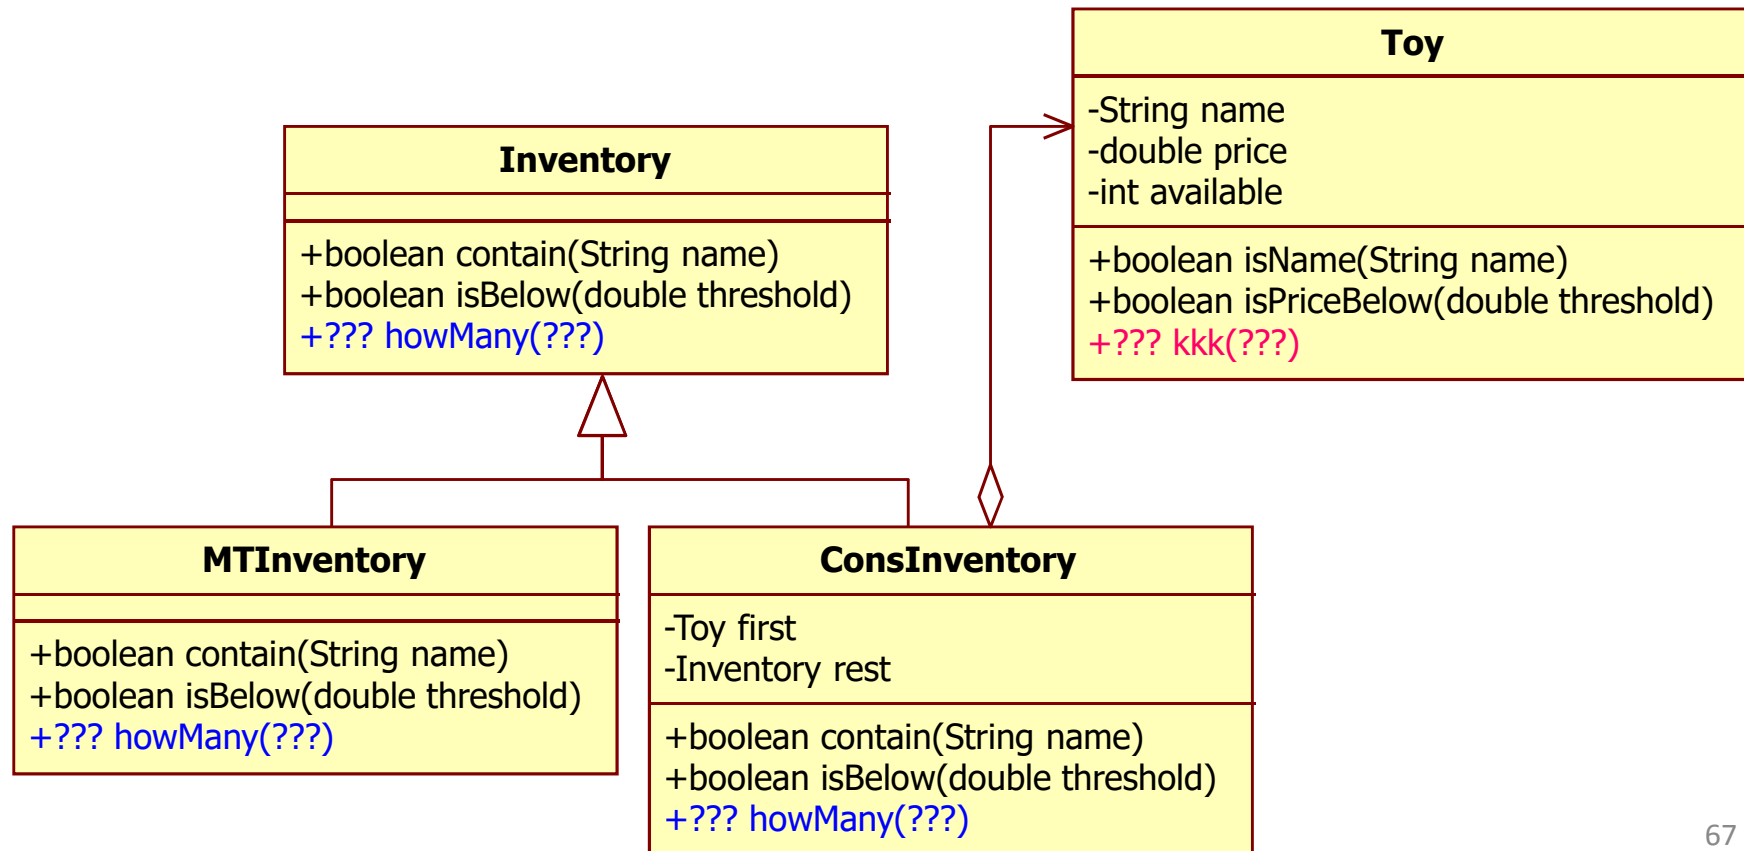 Toy
-String name
-double price
-int available
+boolean isName(String name)
+boolean isPriceBelow(double threshold)
+??? kkk(???)
Inventory
+boolean contain(String name)
+boolean isBelow(double threshold)
+??? howMany(???)
MTInventory
+boolean contain(String name)
+boolean isBelow(double threshold)
+??? howMany(???)
ConsInventory
-Toy first
-Inventory rest
+boolean contain(String name)
+boolean isBelow(double threshold)
+??? howMany(???)
67